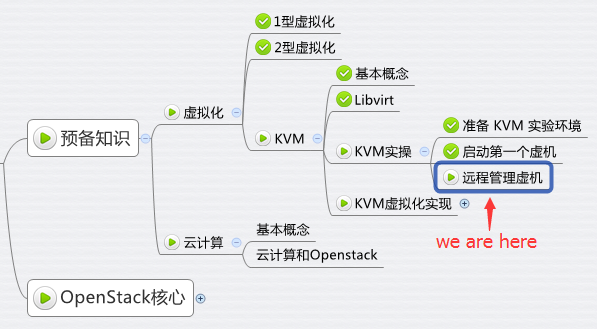 1型虚拟化
2型虚拟化
虚拟化
基本概念
Libvirt
KVM
准备 KVM 实验环境
KVM实操
启动第一个虚机
远程管理虚机
预备知识
KVM虚拟化实现
we are here
基本概念
云计算
云计算和Openstack
OpenStack核心